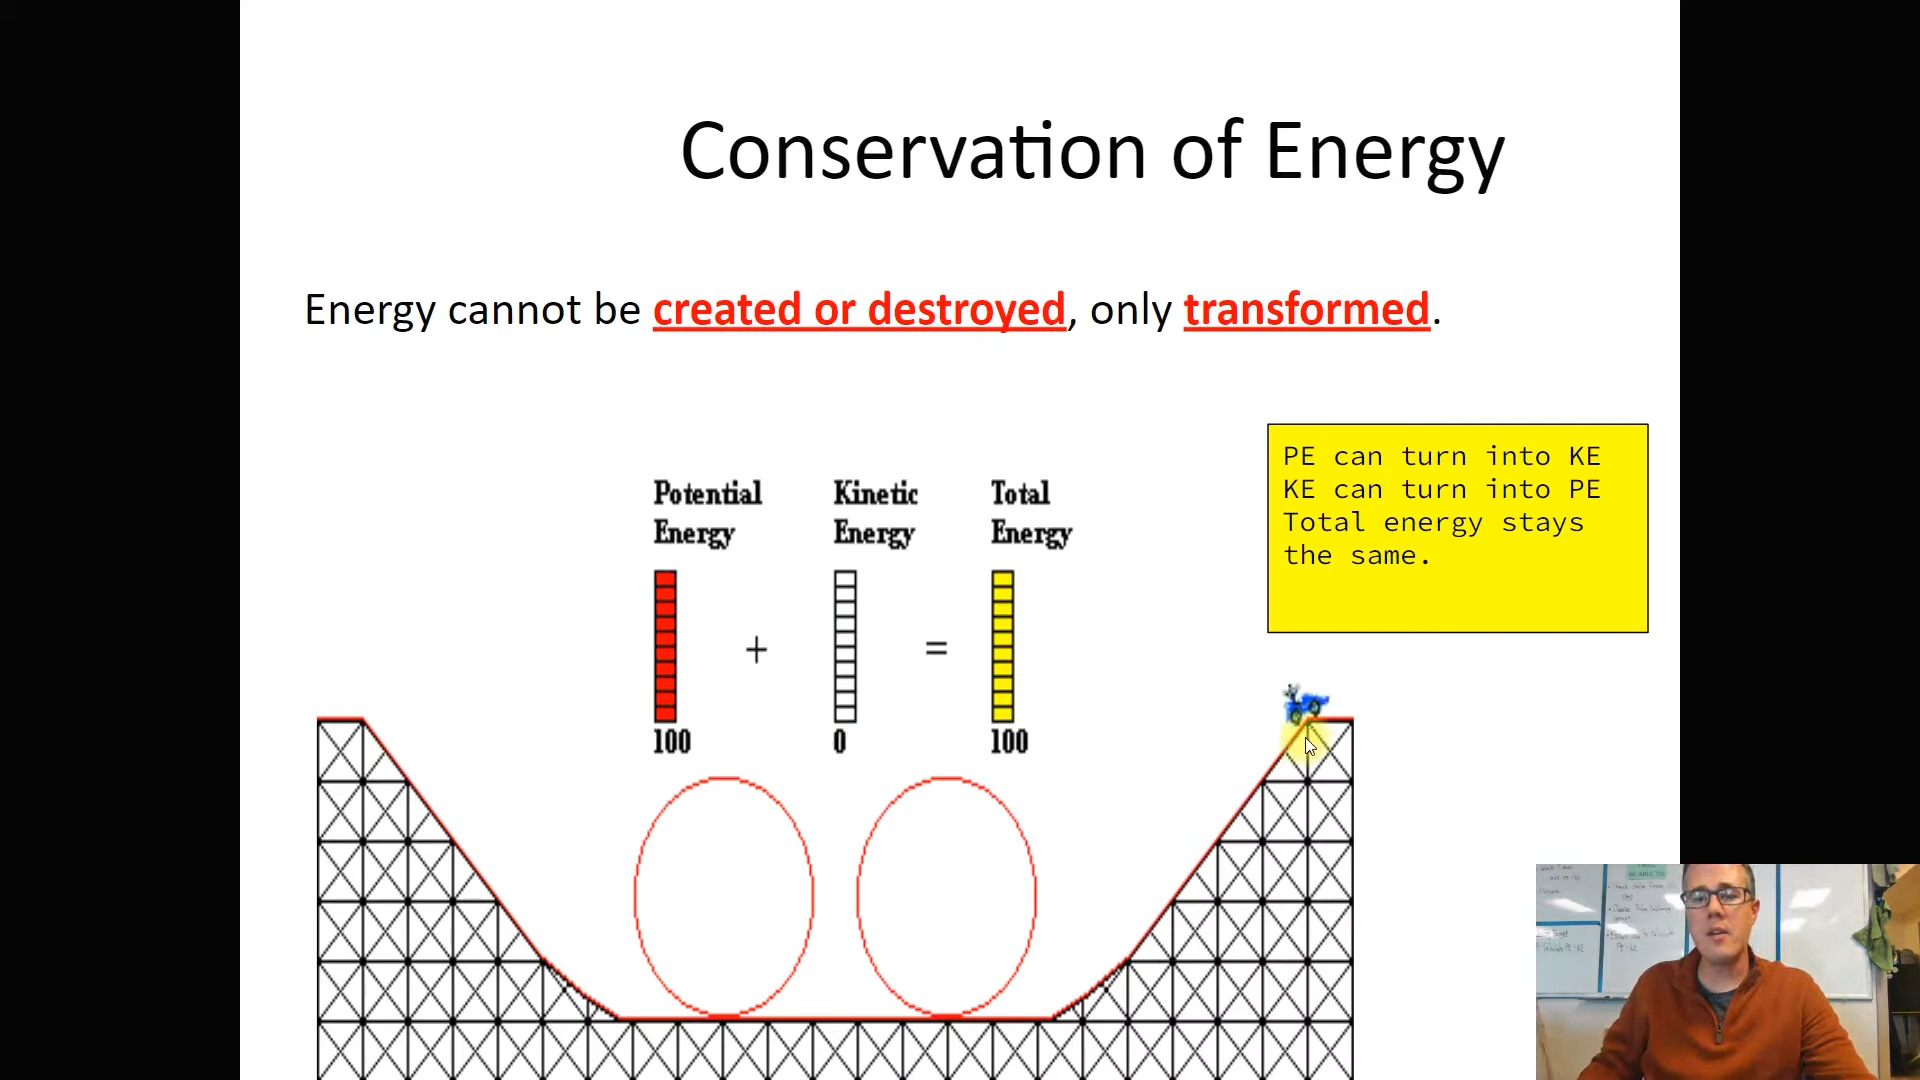 Conservation of Energy
Energy cannot be created or destroyed, only transformed.
PE can turn into KE
KE can turn into PE
Total energy stays
the same.
Potential Energy
Kinetic Energy
Total Energy
+
=
100
0
100